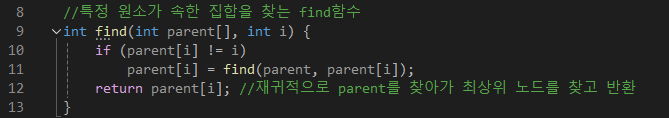 8 //특정 원소가 속한 집합을 찾는 find함수
9 int find(int parent[], int i) {
10 if (parent[i] != i)
11 parent[i] = find(parent, parent[i]);
12 return parent[i]; //재귀적으로 parent를 찾아가 최상위 노드를 찾고 반환
13 }